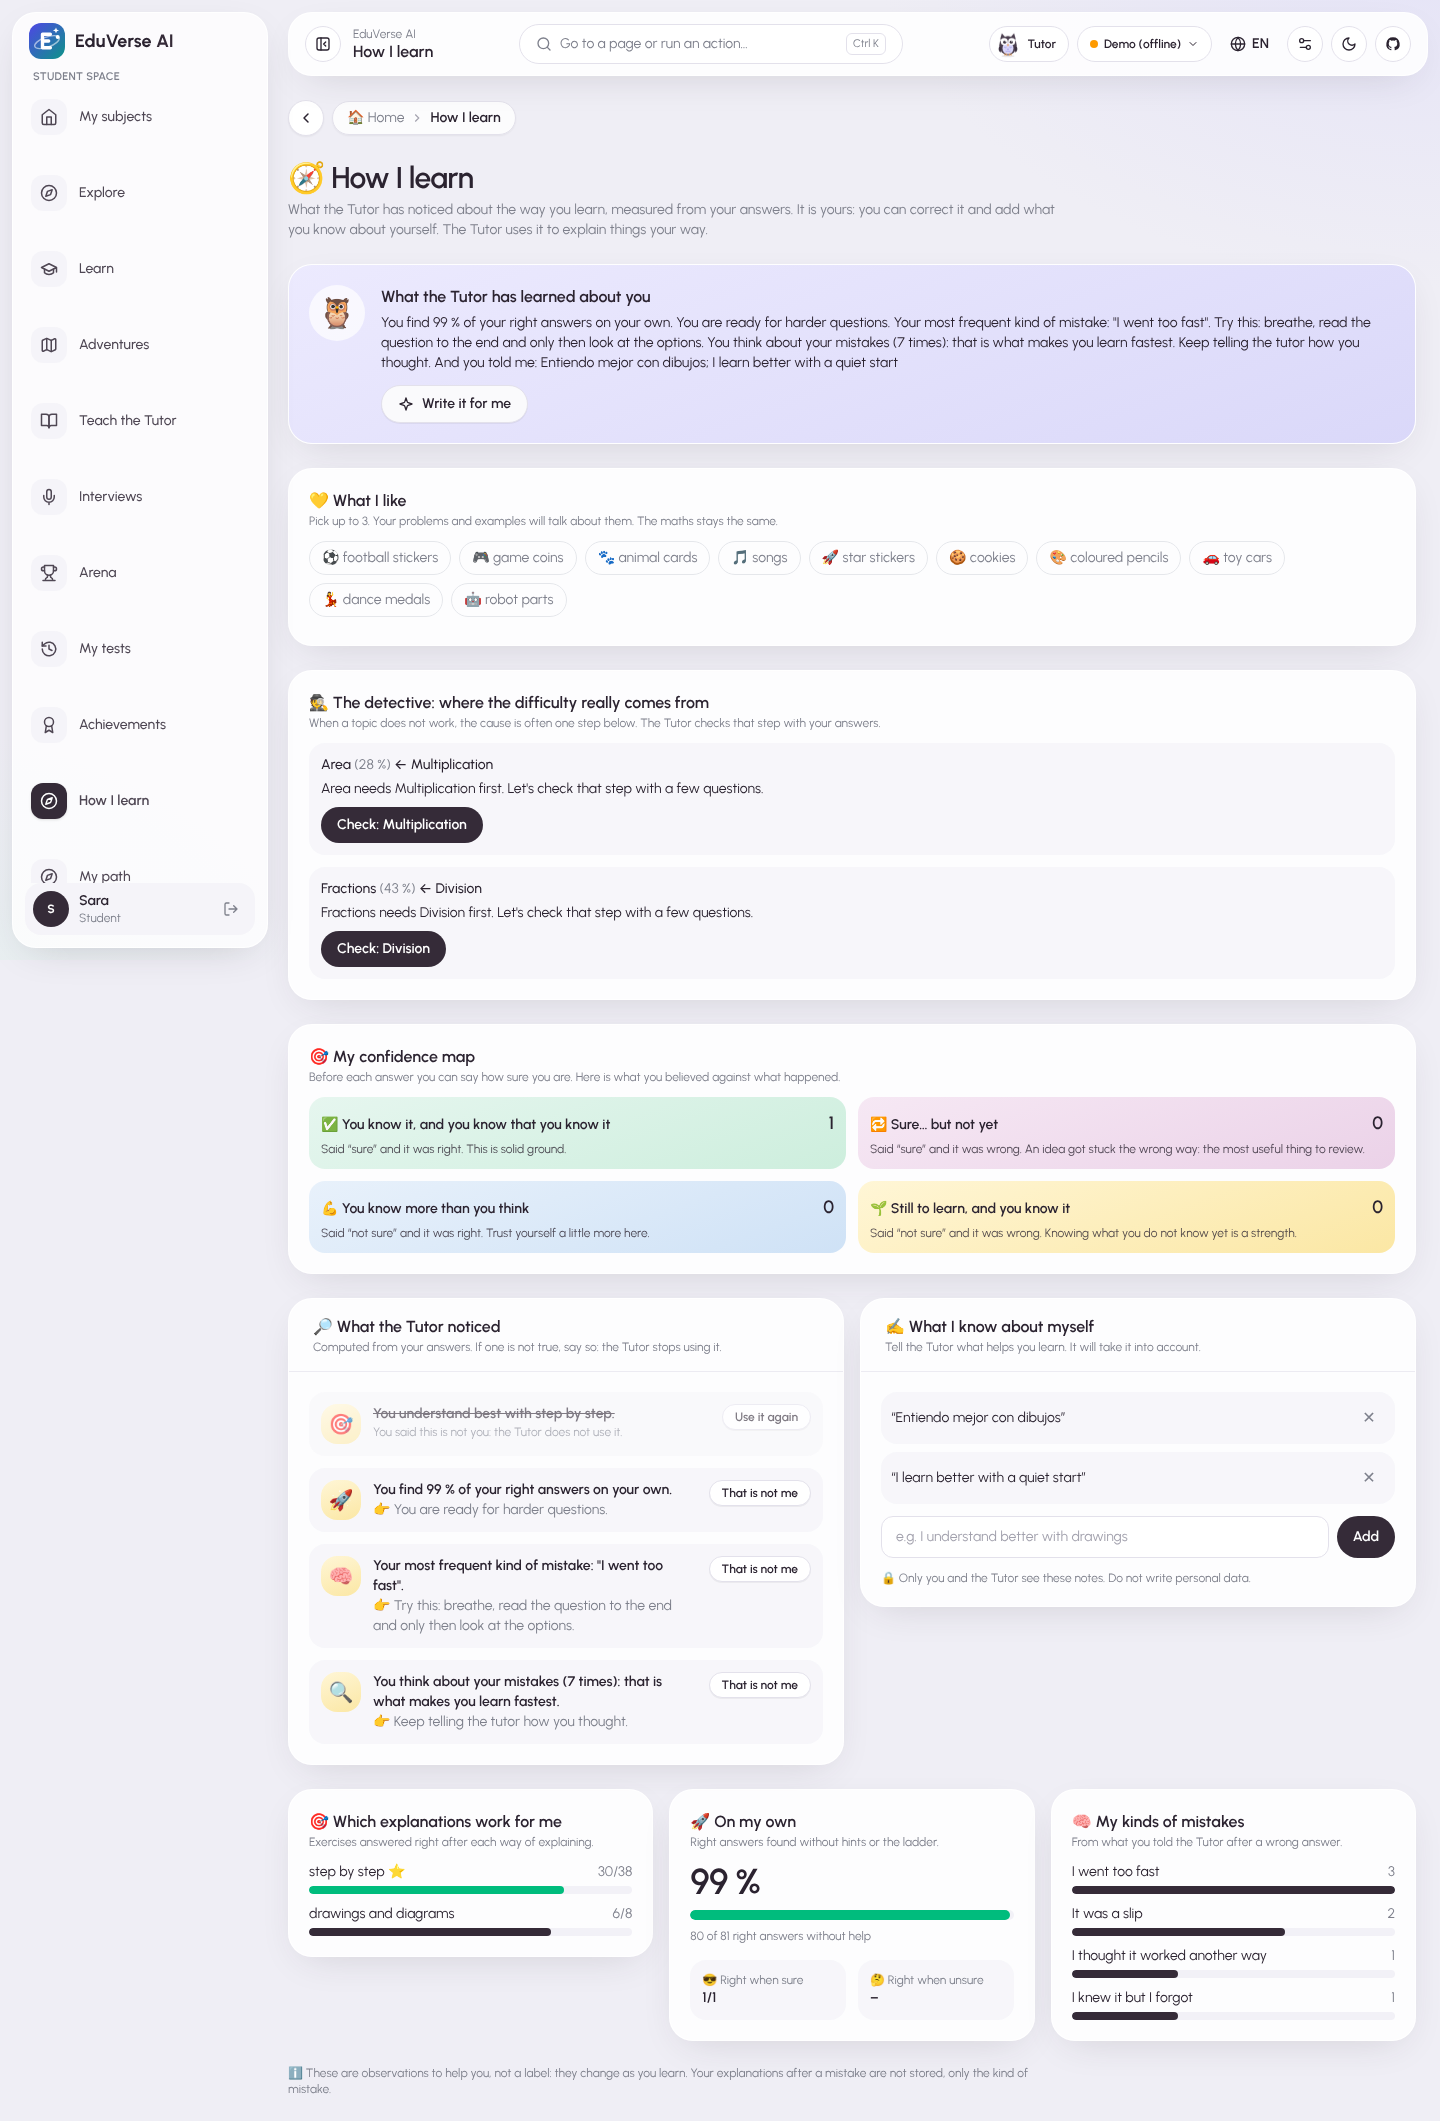 EduVerse AI
STUDENT SPACE
My subjects
Explore
Learn
Adventures
Teach the Tutor
Interviews
Arena
My tests
Achievements
How I learn
My path
S
Sara
Student
EduVerse AI
How I learn
Go to a page or run an action...
Ctrl K
Tutor
Demo (offline)
EN
Home
How I learn
How I learn
What the Tutor has noticed about the way you learn, measured from your answers. It is yours: you can correct it and add what
you know about yourself. The Tutor uses it to explain things your way.
What the Tutor has learned about you
You find 99 % of your right answers on your own. You are ready for harder questions. Your most frequent kind of mistake: "I went too fast". Try this: breathe, read the
question to the end and only then look at the options. You think about your mistakes (7 times): that is what makes you learn fastest. Keep telling the tutor how you
thought. And you told me: Entiendo mejor con dibujos; I learn better with a quiet start
Write it for me
What I like
Pick up to 3. Your problems and examples will talk about them. The maths stays the same.
football stickers
game coins
animal cards
songs
star stickers
cookies
coloured pencils
toy cars
dance medals
robot parts
The detective: where the difficulty really comes from
When a topic does not work, the cause is often one step below. The Tutor checks that step with your answers.
Area (28 %) ← Multiplication
Area needs Multiplication first. Let's check that step with a few questions.
Check: Multiplication
Fractions (43 %) ← Division
Fractions needs Division first. Let's check that step with a few questions.
Check: Division
My confidence map
Before each answer you can say how sure you are. Here is what you believed against what happened.
You know it, and you know that you know it 1
Said “sure” and it was right. This is solid ground.
Sure... but not yet 0
Said “sure” and it was wrong. An idea got stuck the wrong way: the most useful thing to review.
You know more than you think 0
Said “not sure” and it was right. Trust yourself a little more here.
Still to learn, and you know it 0
Said “not sure” and it was wrong. Knowing what you do not know yet is a strength.
What the Tutor noticed
Computed from your answers. If one is not true, say so: the Tutor stops using it.
You understand best with step by step.
You said this is not you: the Tutor does not use it.
Use it again
You find 99 % of your right answers on your own.
👉 You are ready for harder questions.
That is not me
Your most frequent kind of mistake: "I went too
fast".
👉 Try this: breathe, read the question to the end
and only then look at the options.
That is not me
You think about your mistakes (7 times): that is
what makes you learn fastest.
👉 Keep telling the tutor how you thought.
That is not me
What I know about myself
Tell the Tutor what helps you learn. It will take it into account.
“Entiendo mejor con dibujos”
“I learn better with a quiet start”
e.g. I understand better with drawings
Add
Only you and the Tutor see these notes. Do not write personal data.
Which explanations work for me
Exercises answered right after each way of explaining.
step by step ⭐ 30/38
drawings and diagrams 6/8
On my own
Right answers found without hints or the ladder.
99 %
80 of 81 right answers without help
Right when sure
1/1
Right when unsure
–
My kinds of mistakes
From what you told the Tutor after a wrong answer.
I went too fast 3
It was a slip 2
I thought it worked another way 1
I knew it but I forgot 1
These are observations to help you, not a label: they change as you learn. Your explanations after a mistake are not stored, only the kind of
mistake.